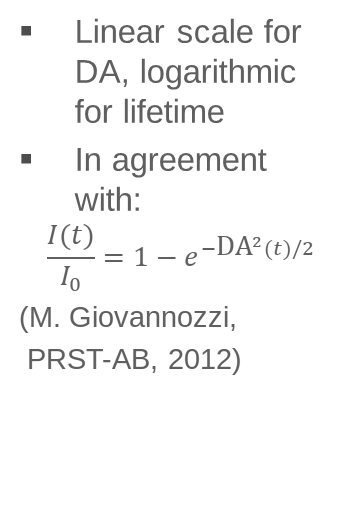 ▪ Linear scale for
DA, logarithmic
for lifetime
▪ In agreement
with:
I(t)/I₀ = 1 − e^(−DA²(t)/2)
(M. Giovannozzi,
PRST-AB, 2012)